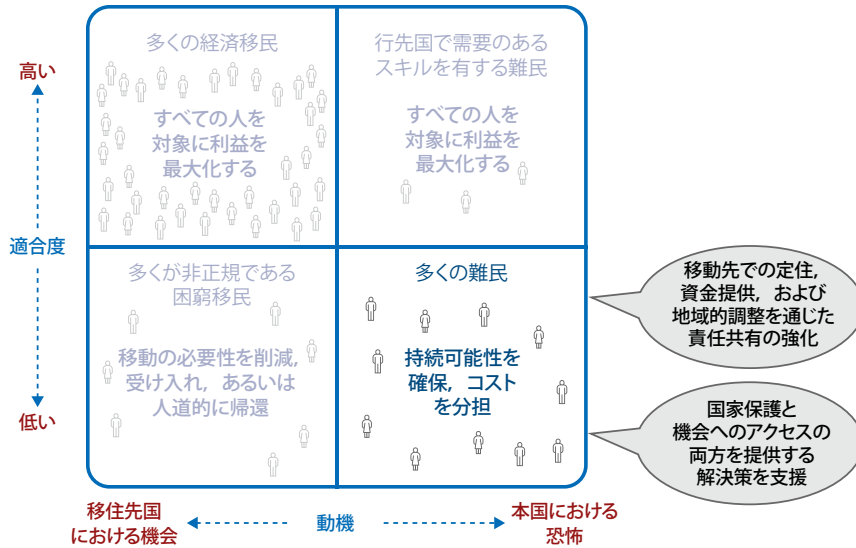 多くの経済移民
すべての人を
対象に利益を
最大化する
行先国で需要のある
スキルを有する難民
すべての人を
対象に利益を
最大化する
高い
適合度
低い
多くが非正規である
困窮移民
移動の必要性を削減,
受け入れ，あるいは
人道的に帰還
多くの難民
持続可能性を
確保，コスト
を分担
移動先での定住,
資金提供，および
地域的調整を通じた
責任共有の強化
国家保護と
機会へのアクセスの
両方を提供する
解決策を支援
移住先国
における機会
動機
本国における
恐怖